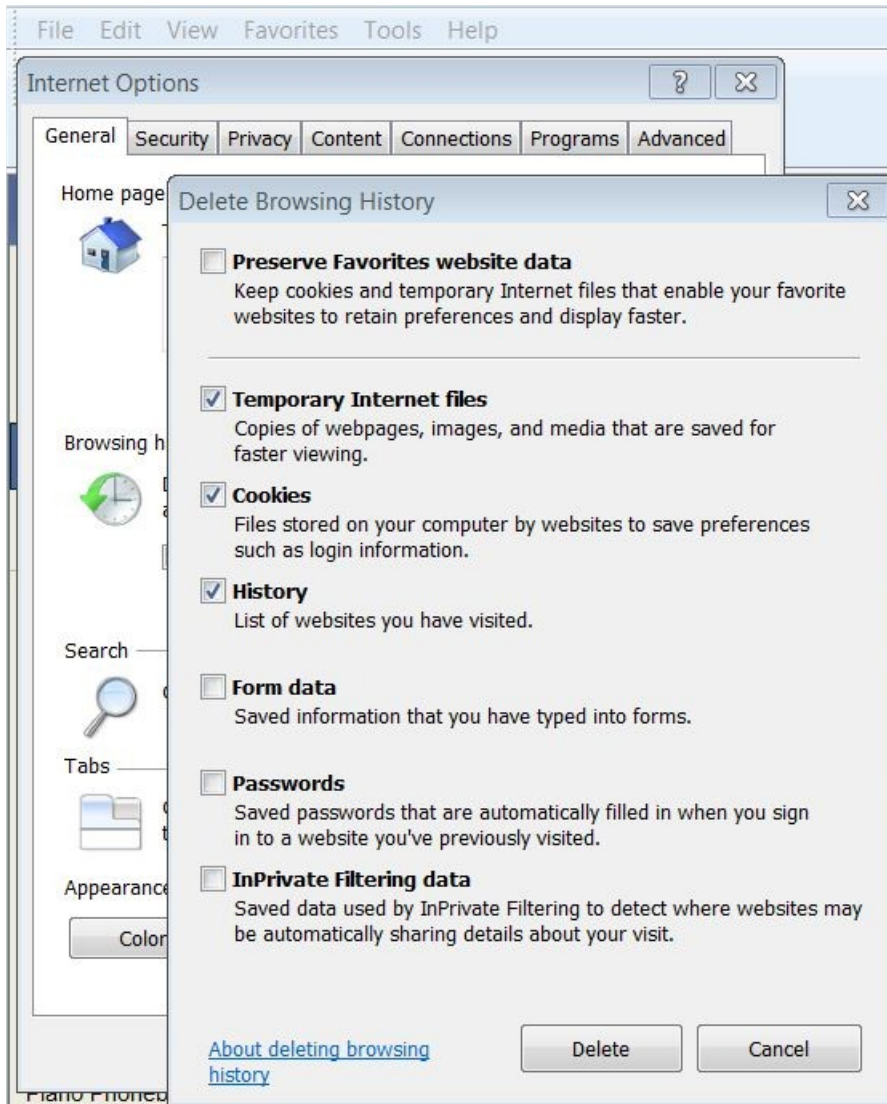 File Edit View Favorites Tools Help
Internet Options
General Security Privacy Content Connections Programs Advanced
Home page
Delete Browsing History
Preserve Favorites website data
Keep cookies and temporary Internet files that enable your favorite
websites to retain preferences and display faster.
Temporary Internet files
Copies of webpages, images, and media that are saved for
faster viewing.
Browsing h
Cookies
Files stored on your computer by websites to save preferences
such as login information.
History
List of websites you have visited.
Search
Form data
Saved information that you have typed into forms.
Tabs
Passwords
Saved passwords that are automatically filled in when you sign
in to a website you've previously visited.
InPrivate Filtering data
Appearance
Saved data used by InPrivate Filtering to detect where websites may
be automatically sharing details about your visit.
Color
About deleting browsing
history
Delete
Cancel